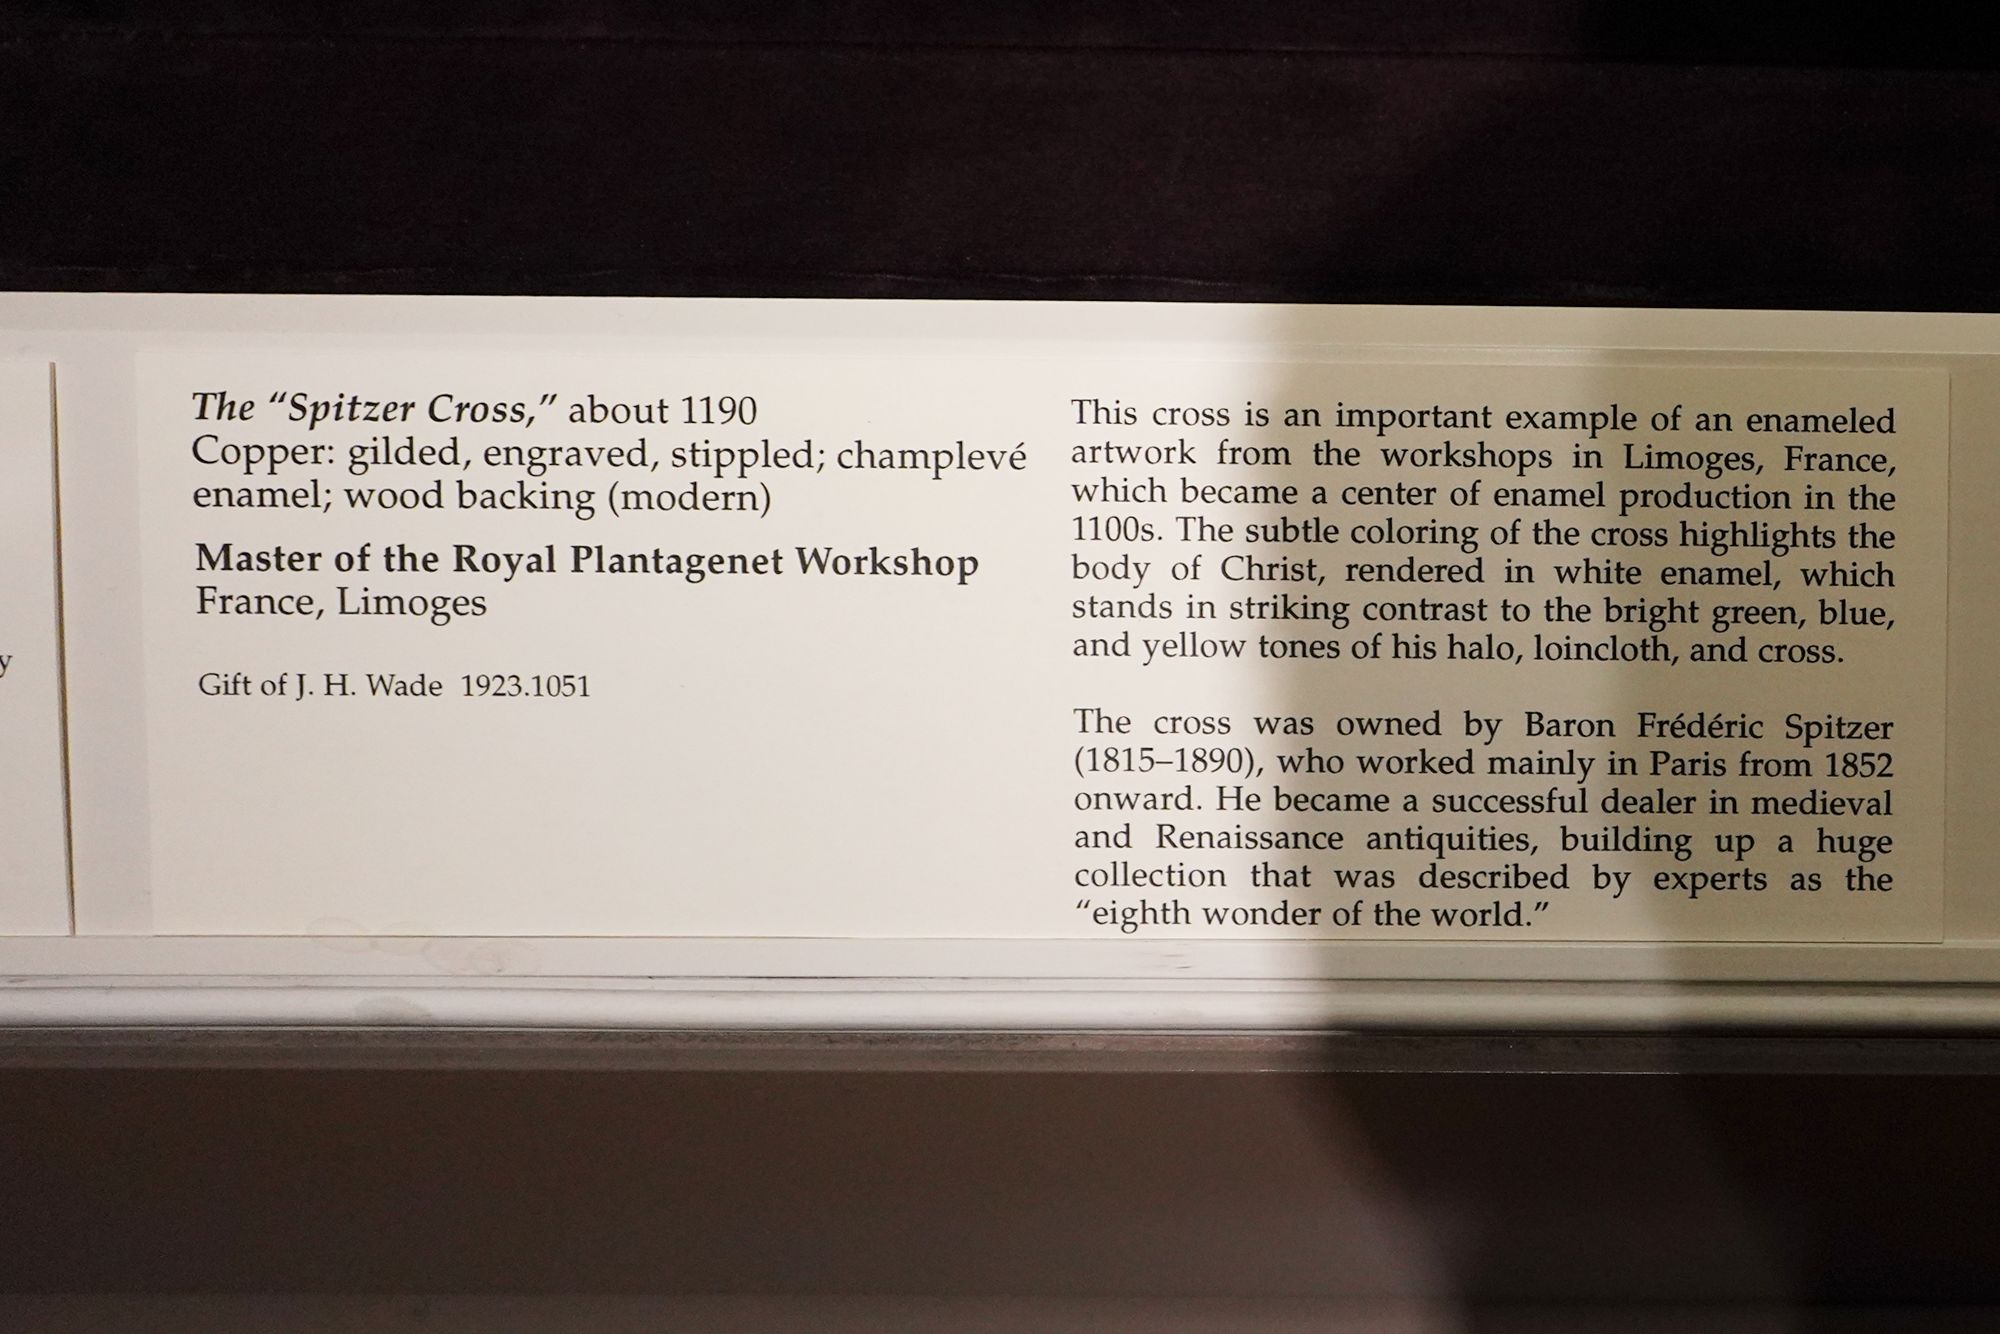 The “Spitzer Cross,” about 1190
Copper: gilded, engraved, stippled; champlevé
enamel; wood backing (modern)
Master of the Royal Plantagenet Workshop
France, Limoges
Gift of J. H. Wade 1923.1051
This cross is an important example of an enameled
artwork from the workshops in Limoges, France,
which became a center of enamel production in the
1100s. The subtle coloring of the cross highlights the
body of Christ, rendered in white enamel, which
stands in striking contrast to the bright green, blue,
and yellow tones of his halo, loincloth, and cross.
The cross was owned by Baron Frédéric Spitzer
(1815–1890), who worked mainly in Paris from 1852
onward. He became a successful dealer in medieval
and Renaissance antiquities, building up a huge
collection that was described by experts as the
“eighth wonder of the world.”